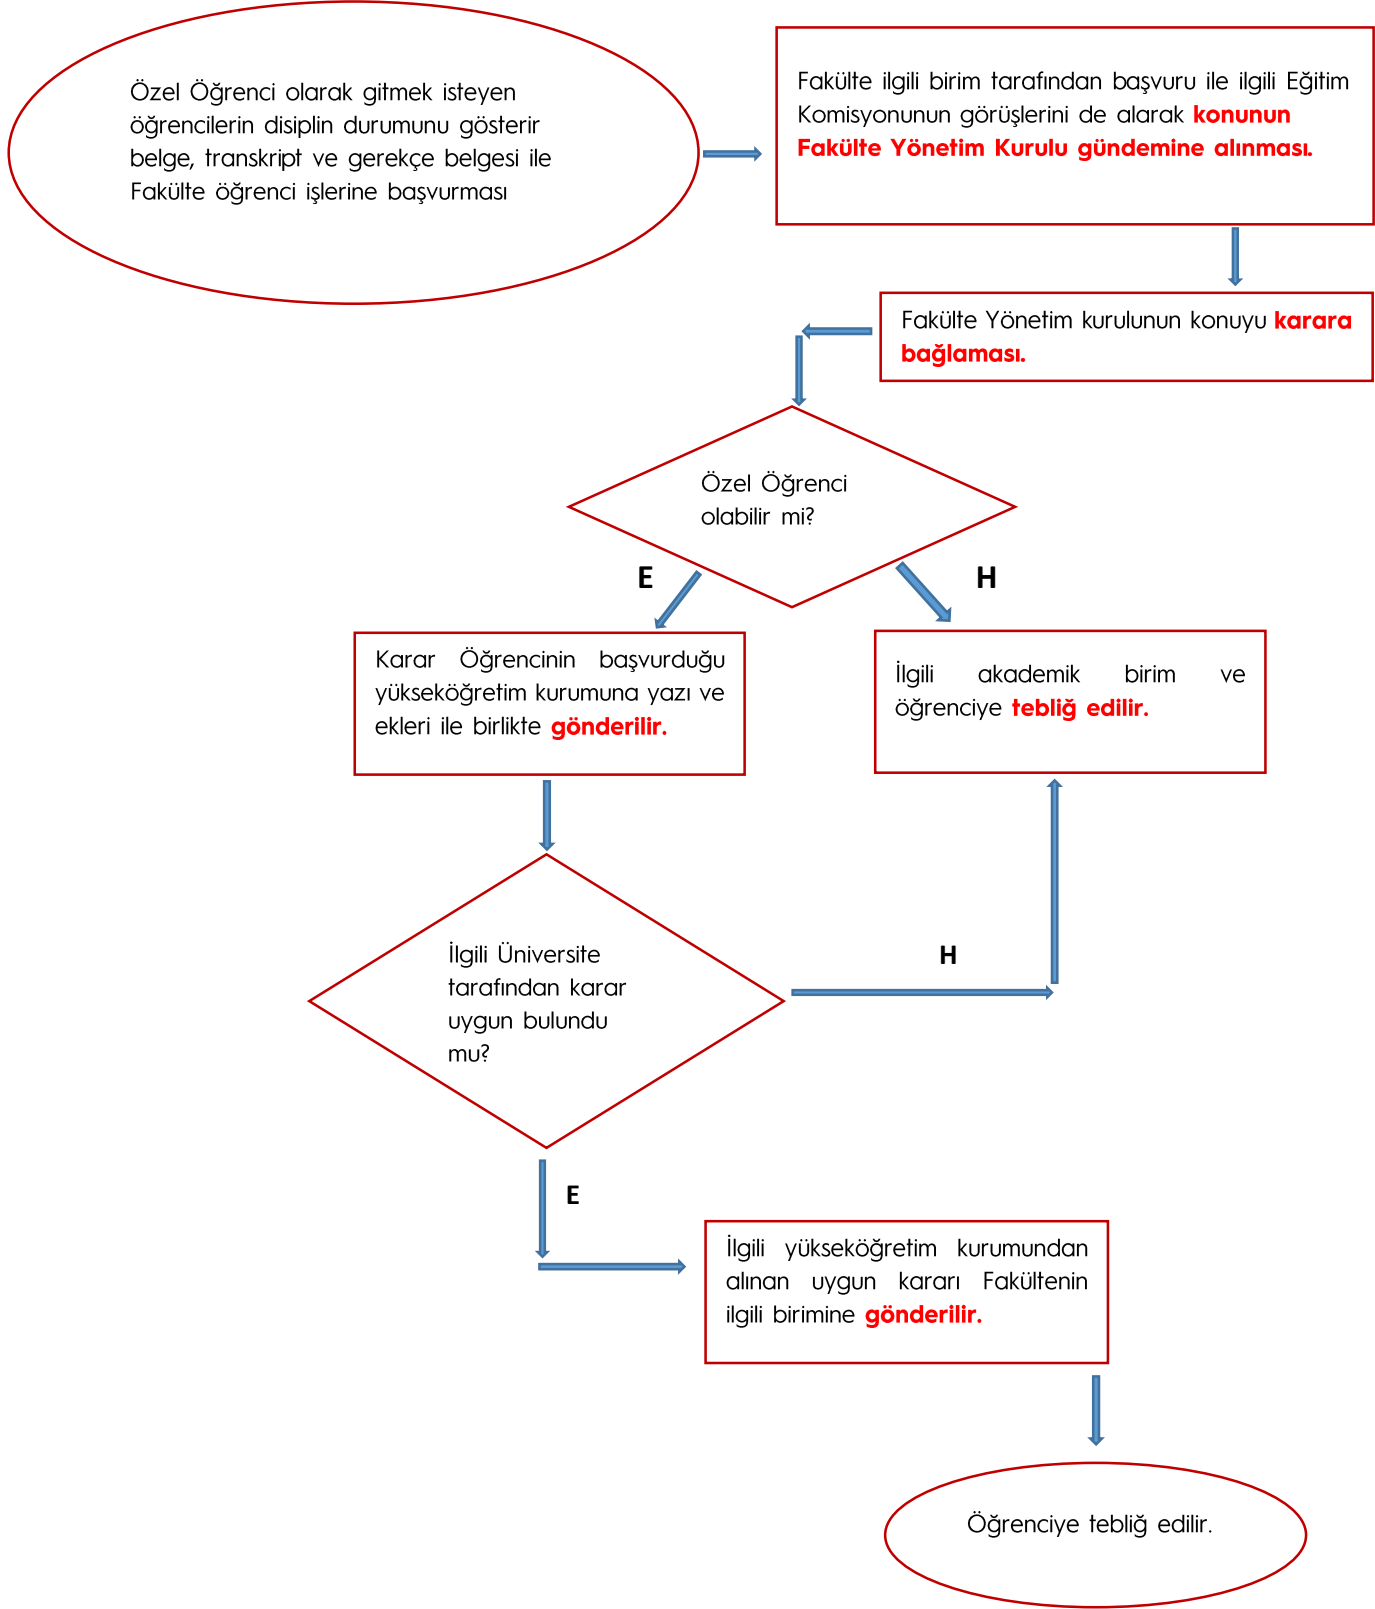 Özel Öğrenci olarak gitmek isteyen
öğrencilerin disiplin durumunu gösterir
belge, transkript ve gerekçe belgesi ile
Fakülte öğrenci işlerine başvurması
Fakülte ilgili birim tarafından başvuru ile ilgili Eğitim
Komisyonunun görüşlerini de alarak konunun
Fakülte Yönetim Kurulu gündemine alınması.
Fakülte Yönetim kurulunun konuyu karara
bağlaması.
Özel Öğrenci
olabilir mi?
E
H
Karar Öğrencinin başvurduğu
yükseköğretim kurumuna yazı ve
ekleri ile birlikte gönderilir.
İlgili akademik birim ve
öğrenciye tebliğ edilir.
İlgili Üniversite
tarafından karar
uygun bulundu
mu?
H
E
İlgili yükseköğretim kurumundan
alınan uygun kararı Fakültenin
ilgili birimine gönderilir.
Öğrenciye tebliğ edilir.